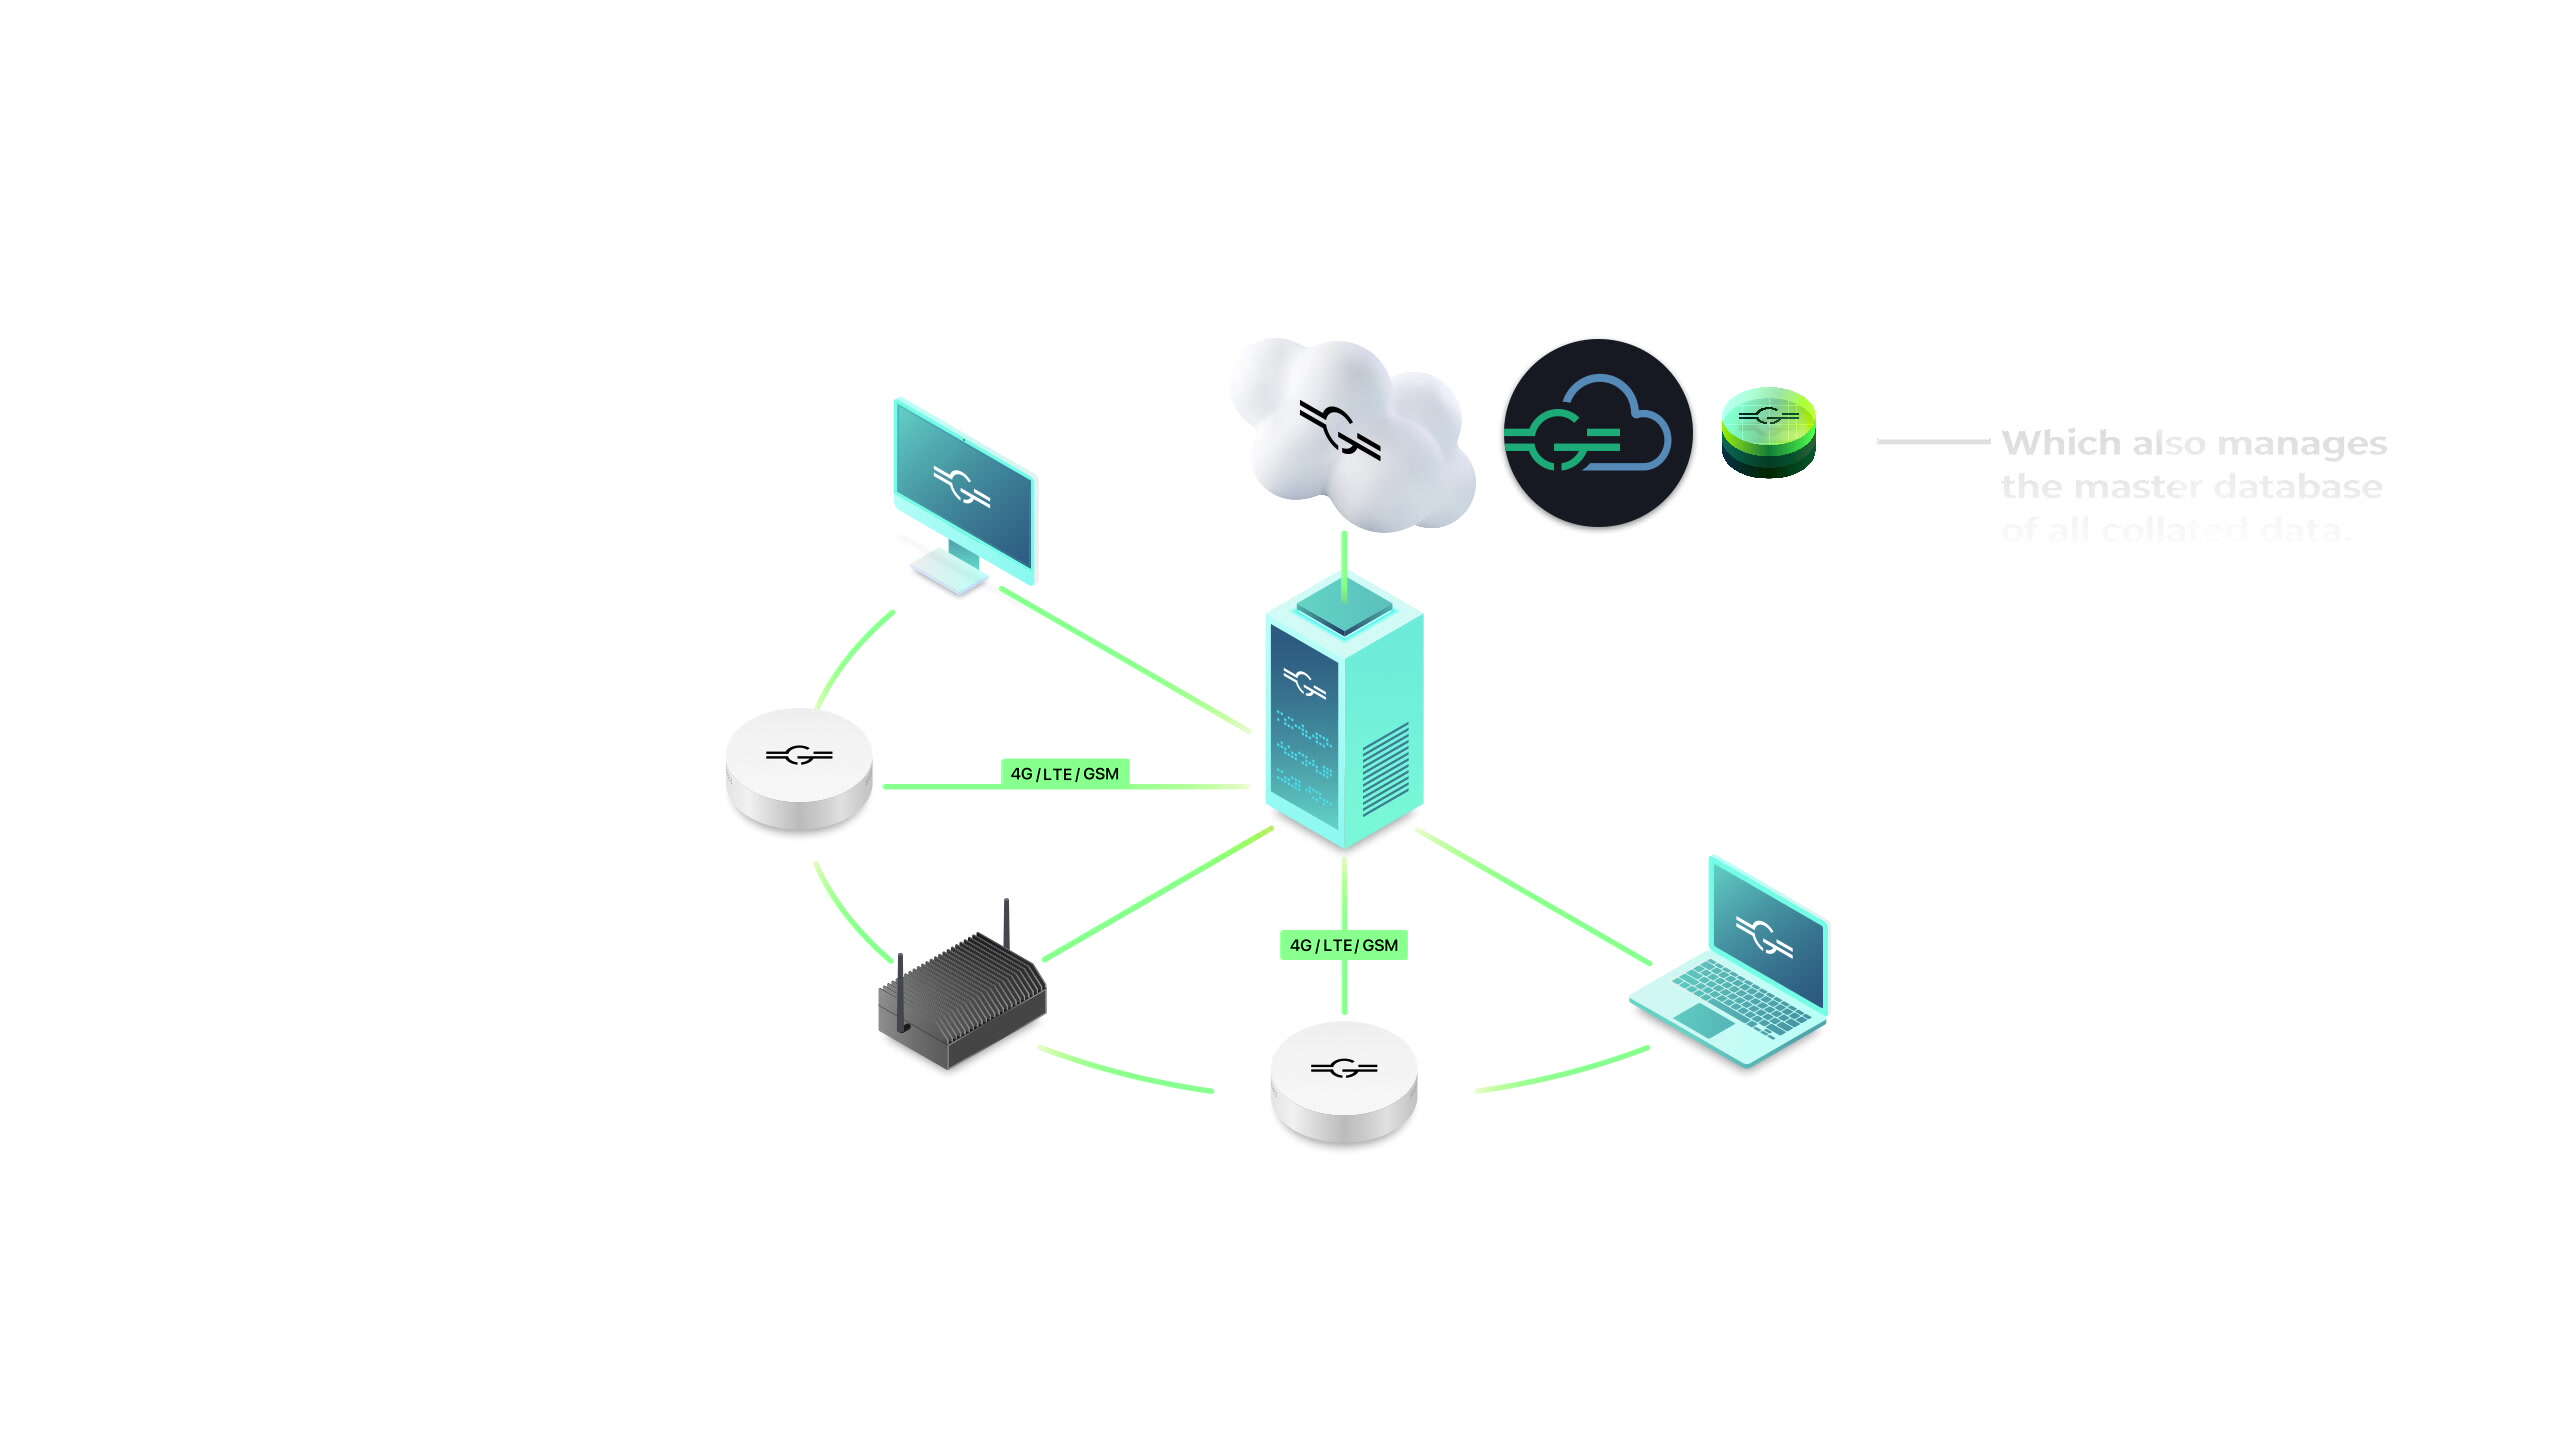 Which also manages
the master database
of all collated data.
4G / LTE / GSM
4G / LTE / GSM